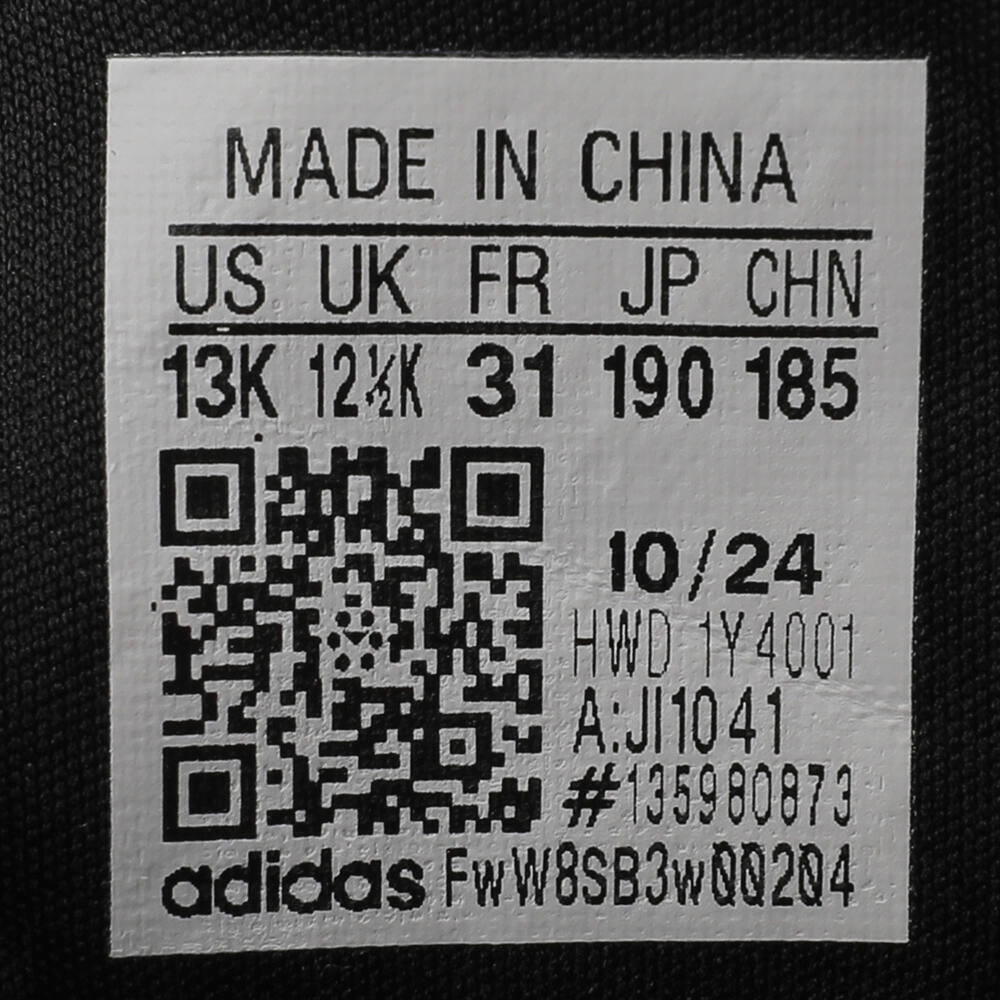 MADE IN CHINA
US UK FR JP CHN
13K 12½K 31 190 185
10/24
HWD 1Y4001
A:JI1041
#135980873
adidas FwW8SB3w00204